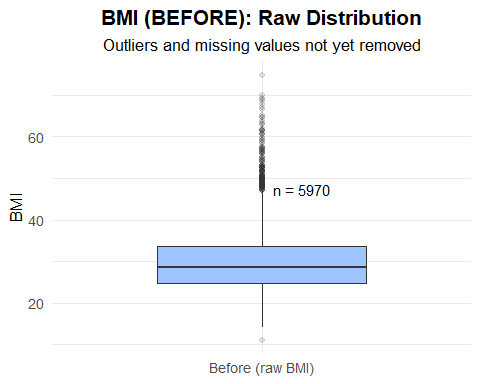 BMI (BEFORE): Raw Distribution
Outliers and missing values not yet removed
BMI
60
40
20
n = 5970
Before (raw BMI)